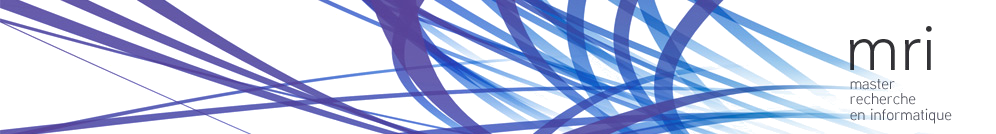 mri
master
recherche
en informatique